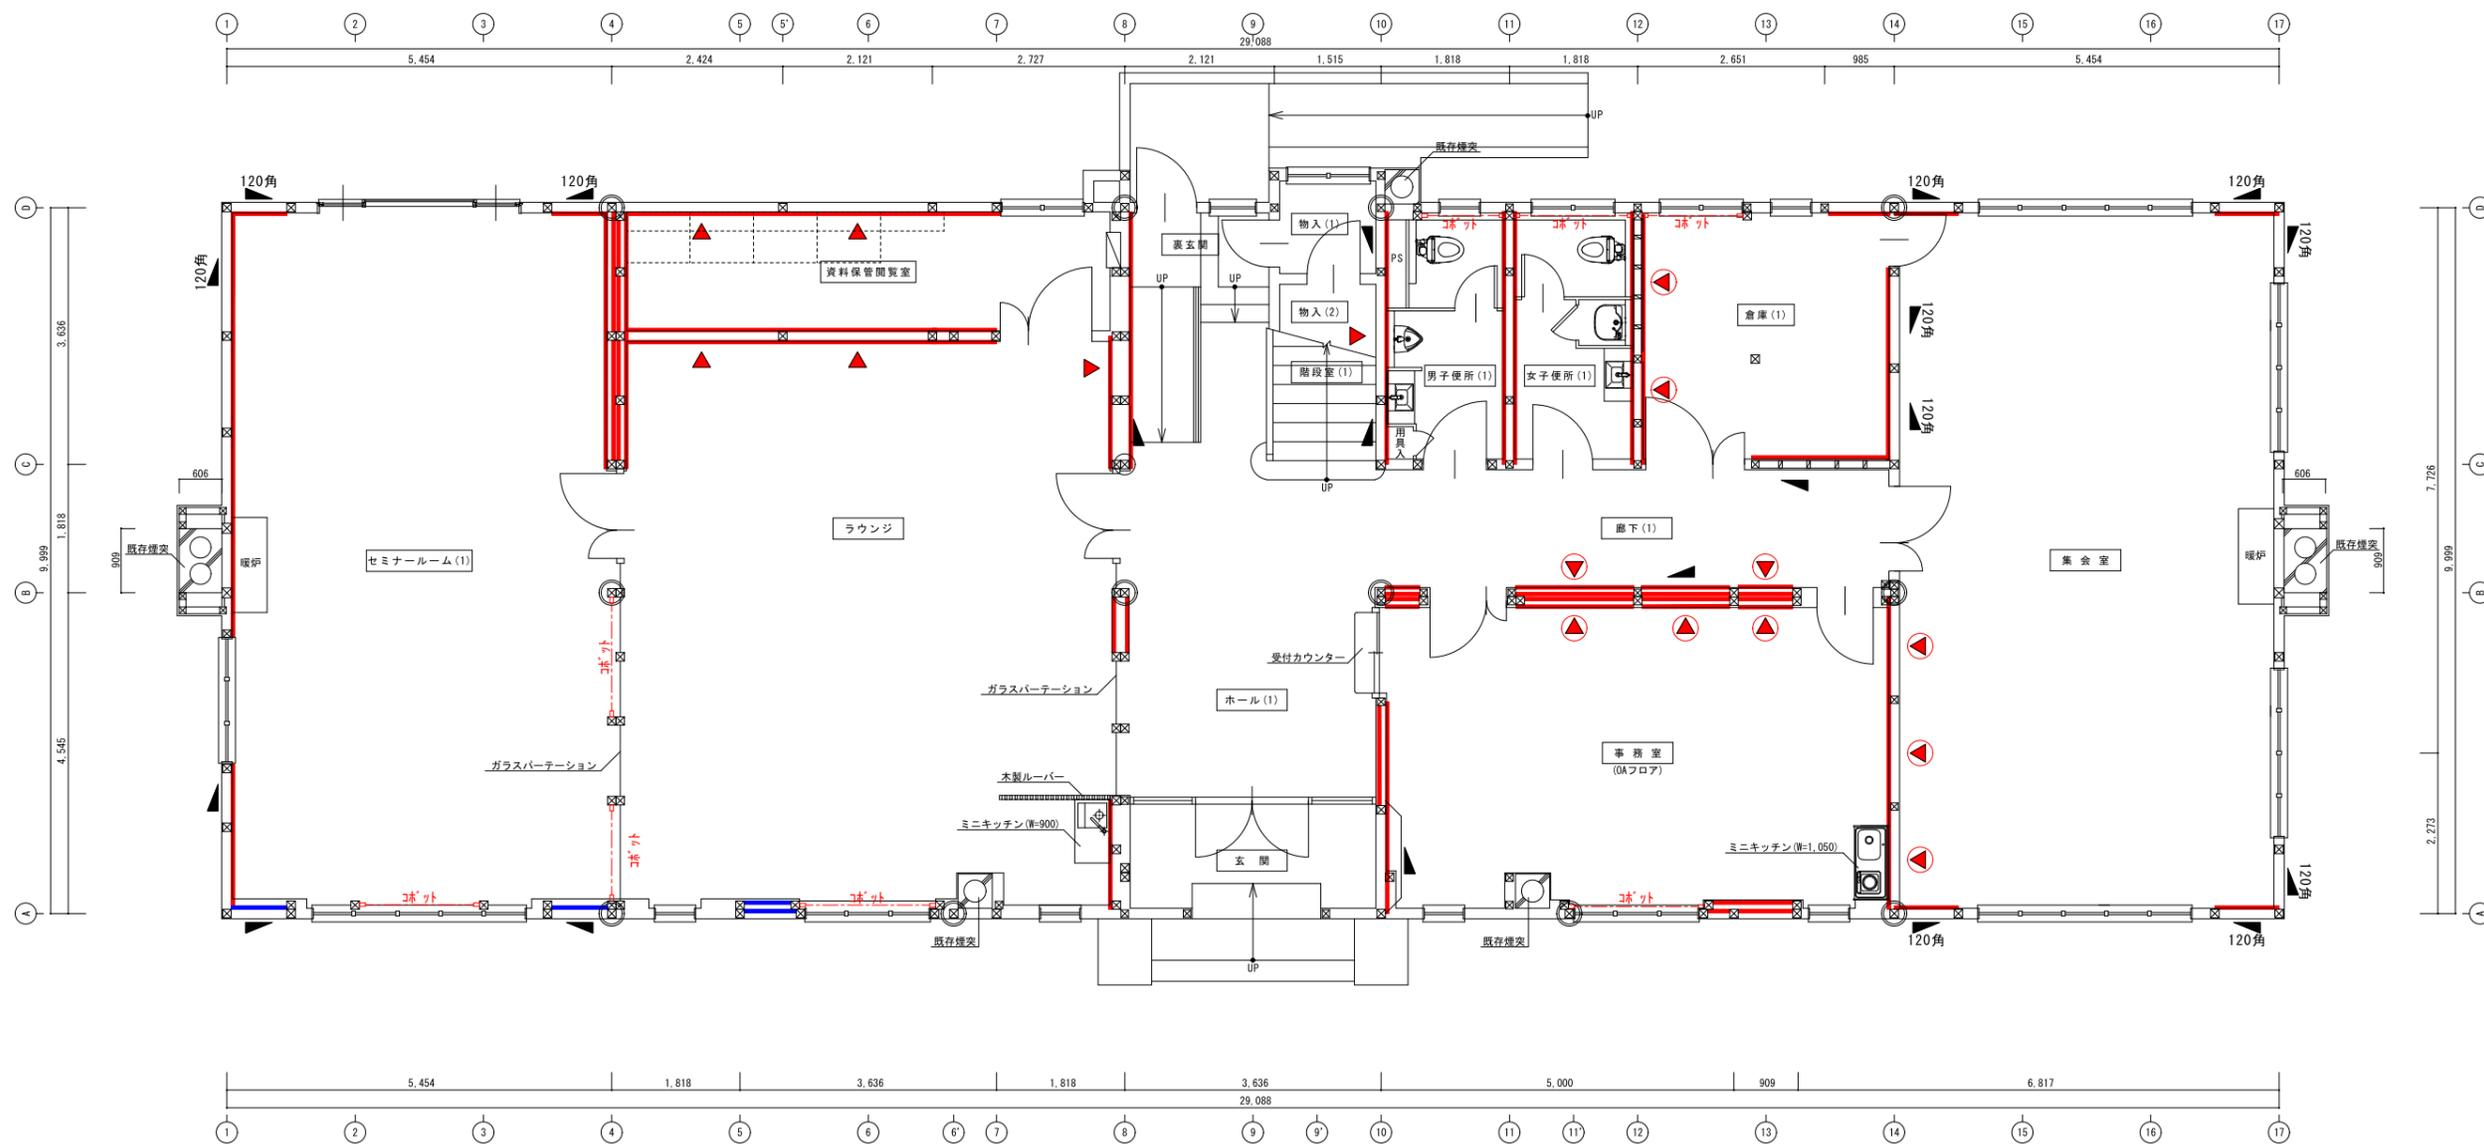 1 2 3 4 5 5' 6 7 8 9 10 11 12 13 14 15 16 17
29,088
5,454 2,424 2,121 2,727 2,121 1,515 1,818 1,818 2,651 985 5,454
UP
既存煙突
120角 120角 120角 120角
D D
物入(1)
コボット コボット コボット
裏玄関
120角 120角
PS
資料保管閲覧室
UP UP
物入(2)
倉庫(1)
120角
3,636
階段室(1)
男子便所(1)
女子便所(1)
120角
用具入
C C
606 606
UP
7,726
1,818
ラウンジ
廊下(1)
既存煙突
909
暖炉
セミナールーム(1)
集会室
暖炉
既存煙突
909
9,999 9,999
B B
コボット
受付カウンター
ガラスパーテーション
ホール(1)
4,545
事務室
(OAフロア)
ガラスパーテーション
木製ルーバー
ミニキッチン(W=900)
コボット
玄関
ミニキッチン(W=1,050)
2,273
120角
コボット コボット コボット
A A
既存煙突 既存煙突
120角 120角
UP
5,454 1,818 3,636 1,818 3,636 5,000 909 6,817
29,088
1 2 3 4 5 6 6' 7 8 9 9' 10 11 11' 12 13 14 15 16 17